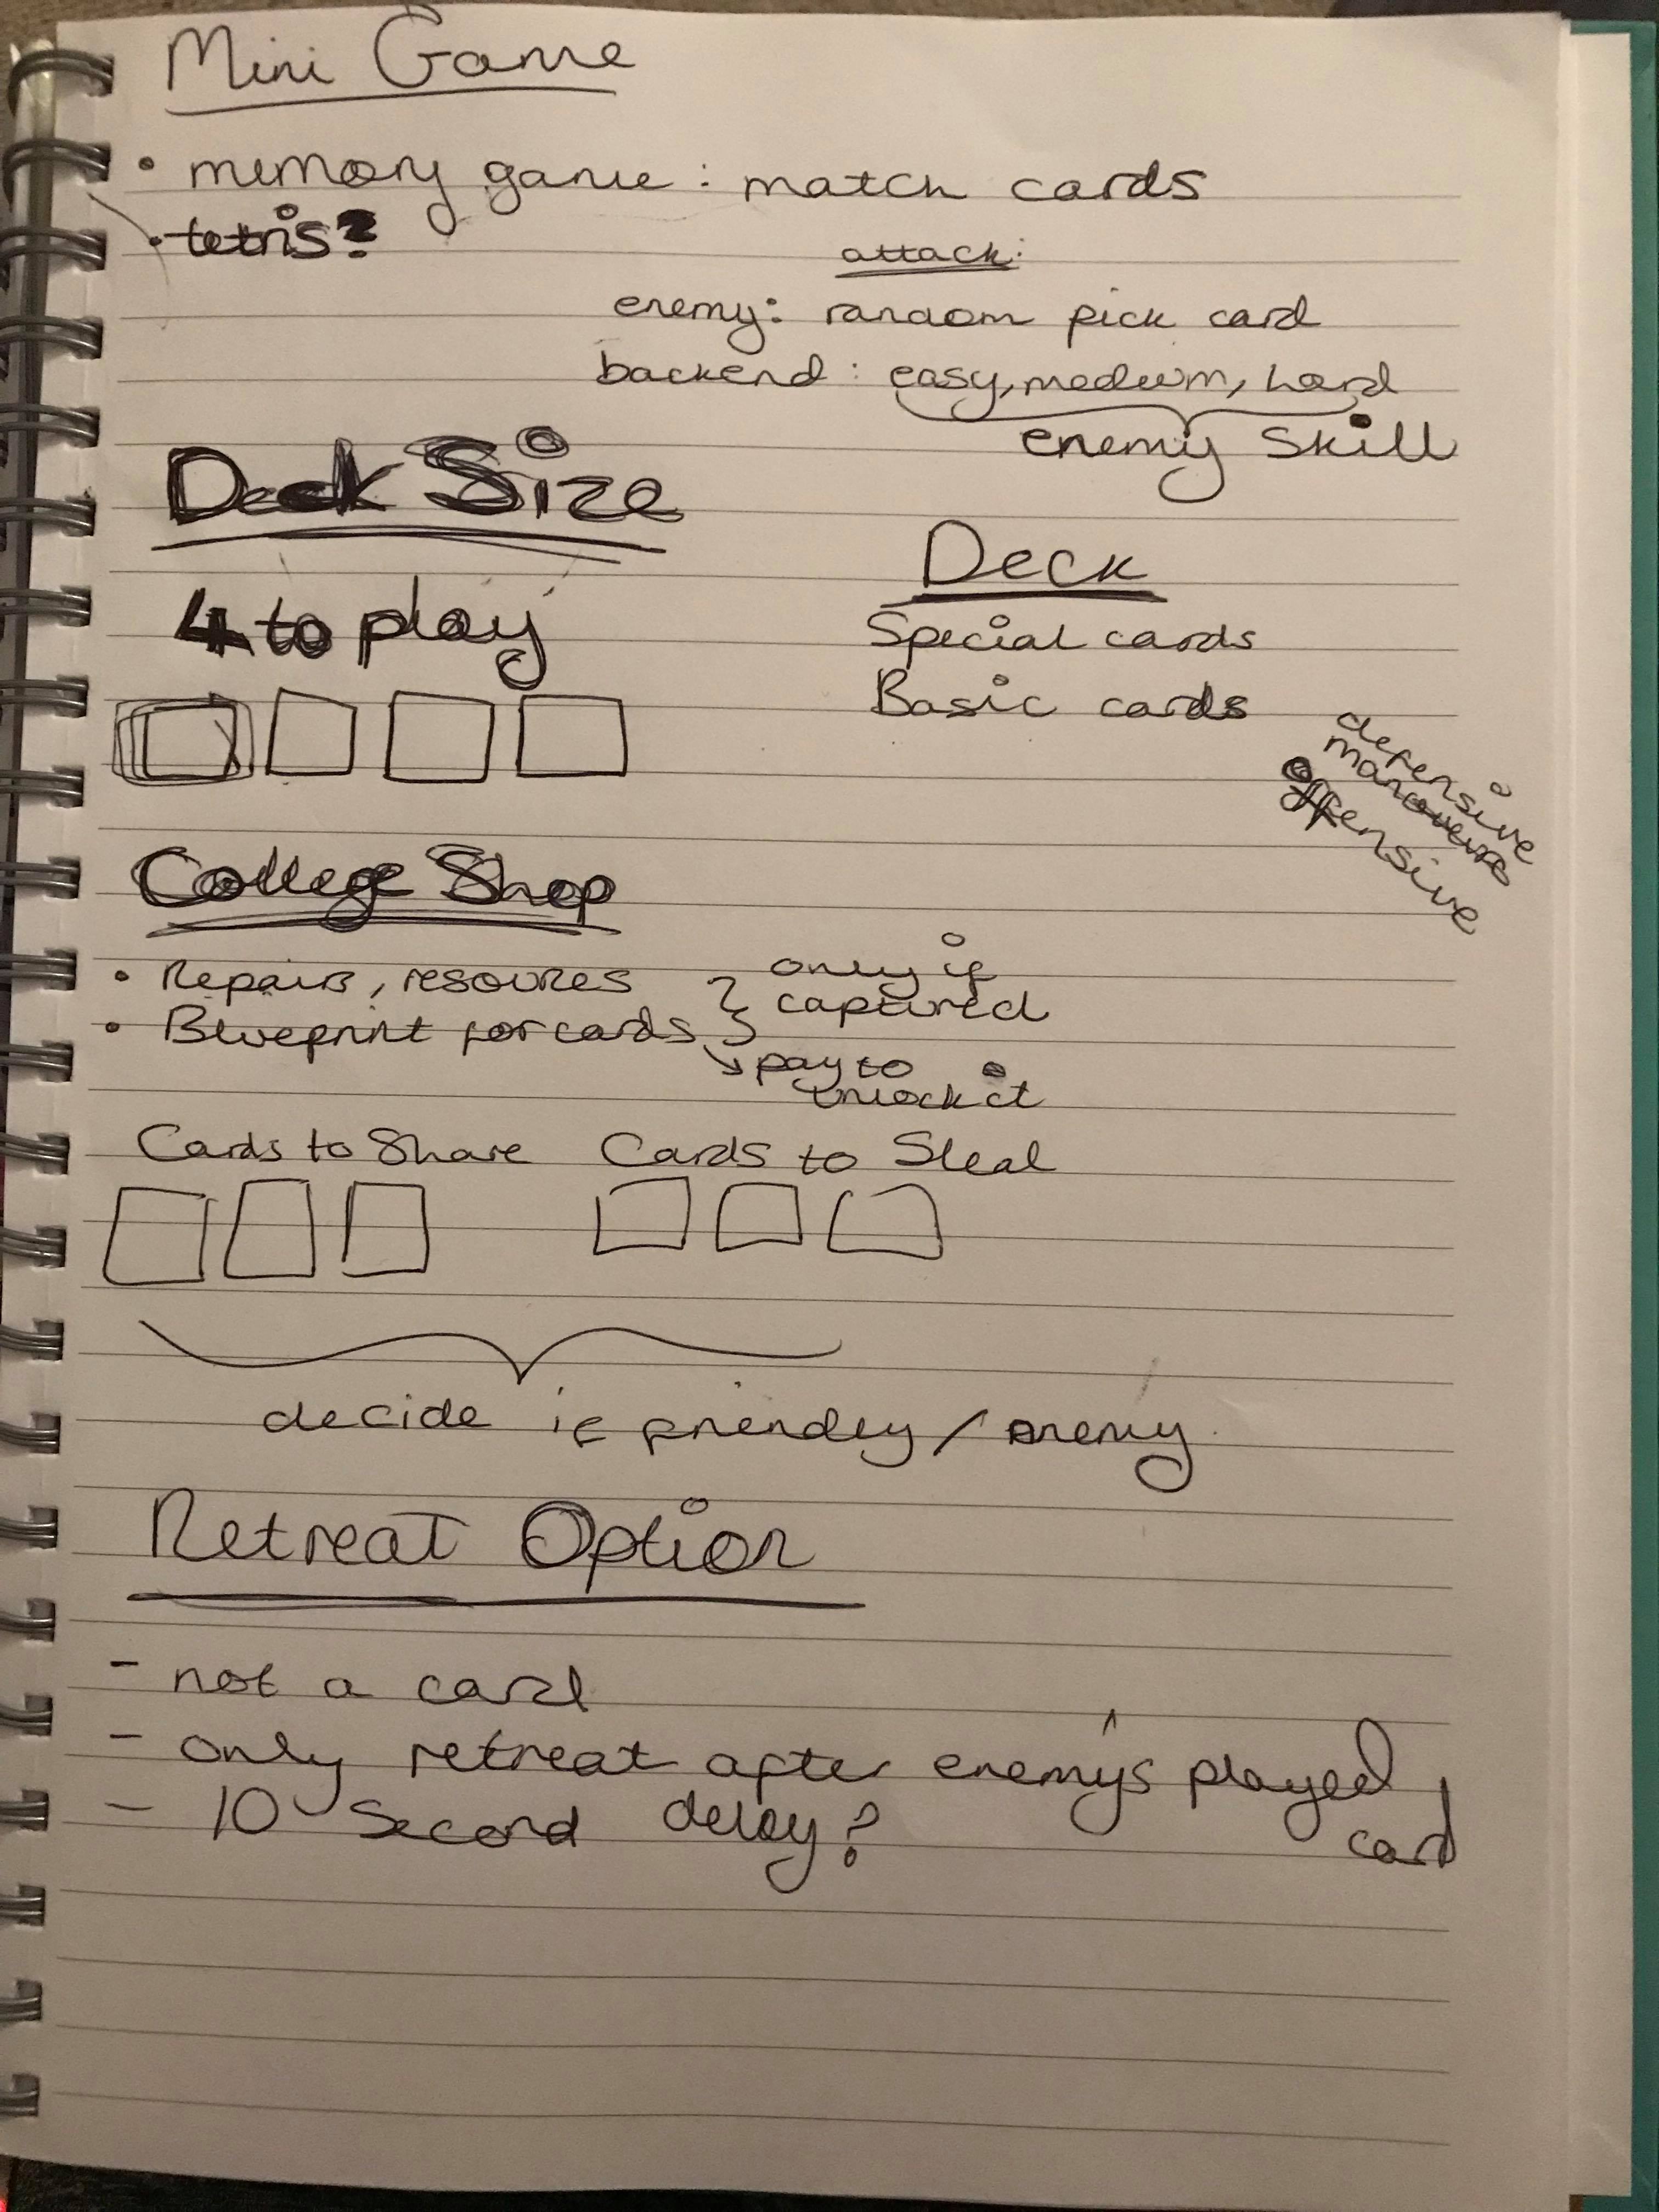 Mini Game
• memory game : match cards
• tetris?
attack:
enemy: random pick card
backend : easy, medium, hard
enemy skill
Deck Size
4 to play
Deck
Special cards
Basic cards
defensive
offensive
College Shop
• Repairs, resources
• Blueprint for cards
only if
captured
↘ pay to
unlock it
Cards to Share
Cards to Steal
decide if friendly / enemy
Retreat Option
- not a card
- only retreat after enemy's played
card
- 10 second delay?